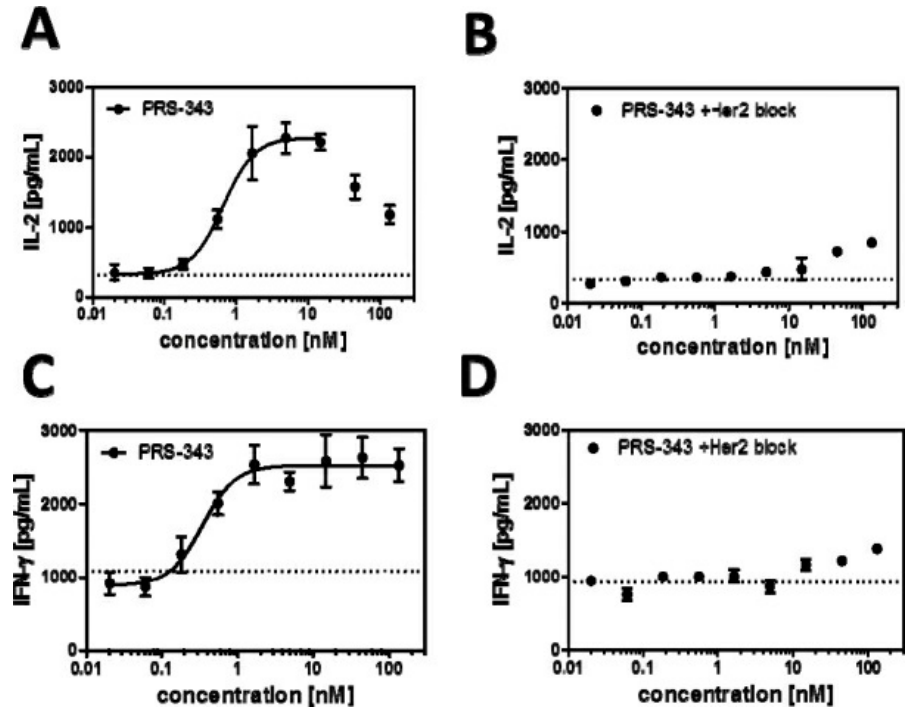 A
B
3000
PRS-343
2000
1000
0
IL-2 [pg/mL]
0.01 0.1 1 10 100
concentration [nM]
3000
PRS-343 +Her2 block
2000
1000
0
IL-2 [pg/mL]
0.01 0.1 1 10 100
concentration [nM]
C
D
3000
PRS-343
2000
1000
0
IFN-γ [pg/mL]
0.01 0.1 1 10 100
concentration [nM]
3000
PRS-343 +Her2 block
2000
1000
0
IFN-γ [pg/mL]
0.01 0.1 1 10 100
concentration [nM]